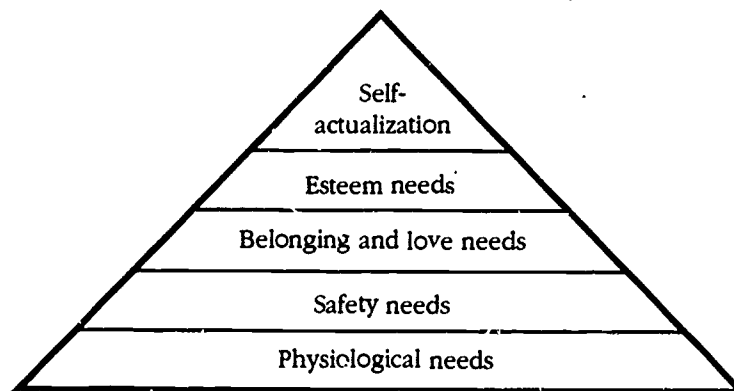 Self-
actualization
Esteem needs
Belonging and love needs
Safety needs
Physiological needs